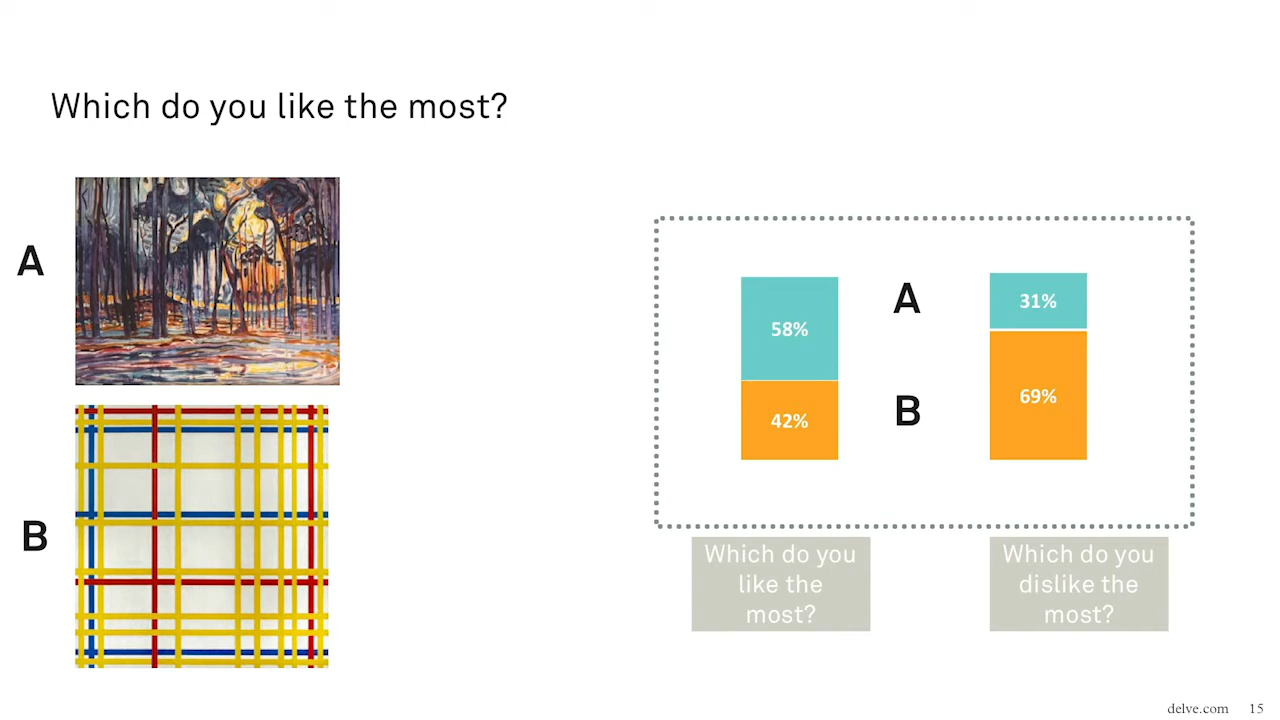 Which do you like the most?
A
B
58%
42%
A
B
31%
69%
Which do you
like the
most?
Which do you
dislike the
most?
delve.com 15